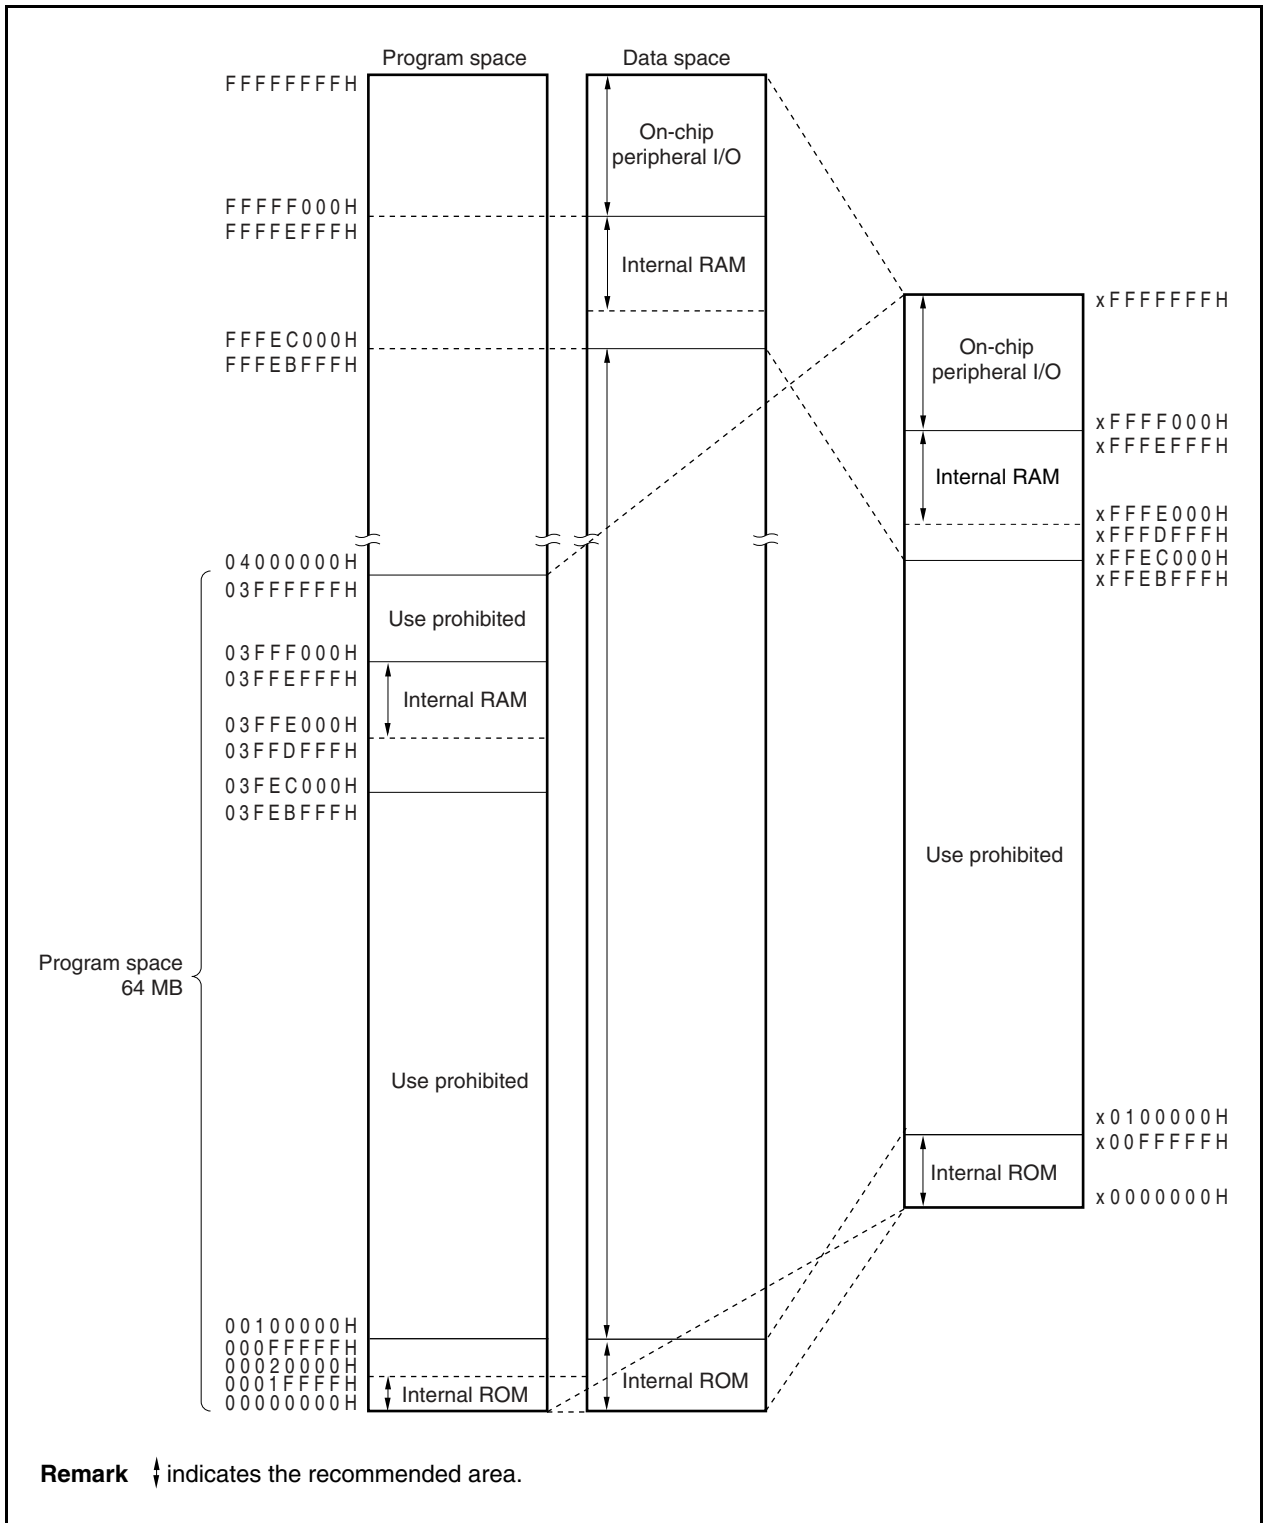 Program space
Data space
FFFFFFFFH
On-chip
peripheral I/O
FFFFF000H
FFFFEFFFH
Internal RAM
FFFEC000H
FFFEBFFFH
xFFFFFFFH
On-chip
peripheral I/O
xFFFF000H
xFFFEFFFH
Internal RAM
xFFFE000H
xFFFDFFFH
xFFEC000H
xFFEBFFFH
04000000H
03FFFFFFH
Use prohibited
03FFF000H
03FFEFFFH
Internal RAM
03FFE000H
03FFDFFFH
03FEC000H
03FEBFFFH
Use prohibited
Program space
64 MB
Use prohibited
x0100000H
x00FFFFFH
Internal ROM
x0000000H
00100000H
000FFFFFH
00020000H
0001FFFFH
00000000H
Internal ROM
Internal ROM
Remark indicates the recommended area.